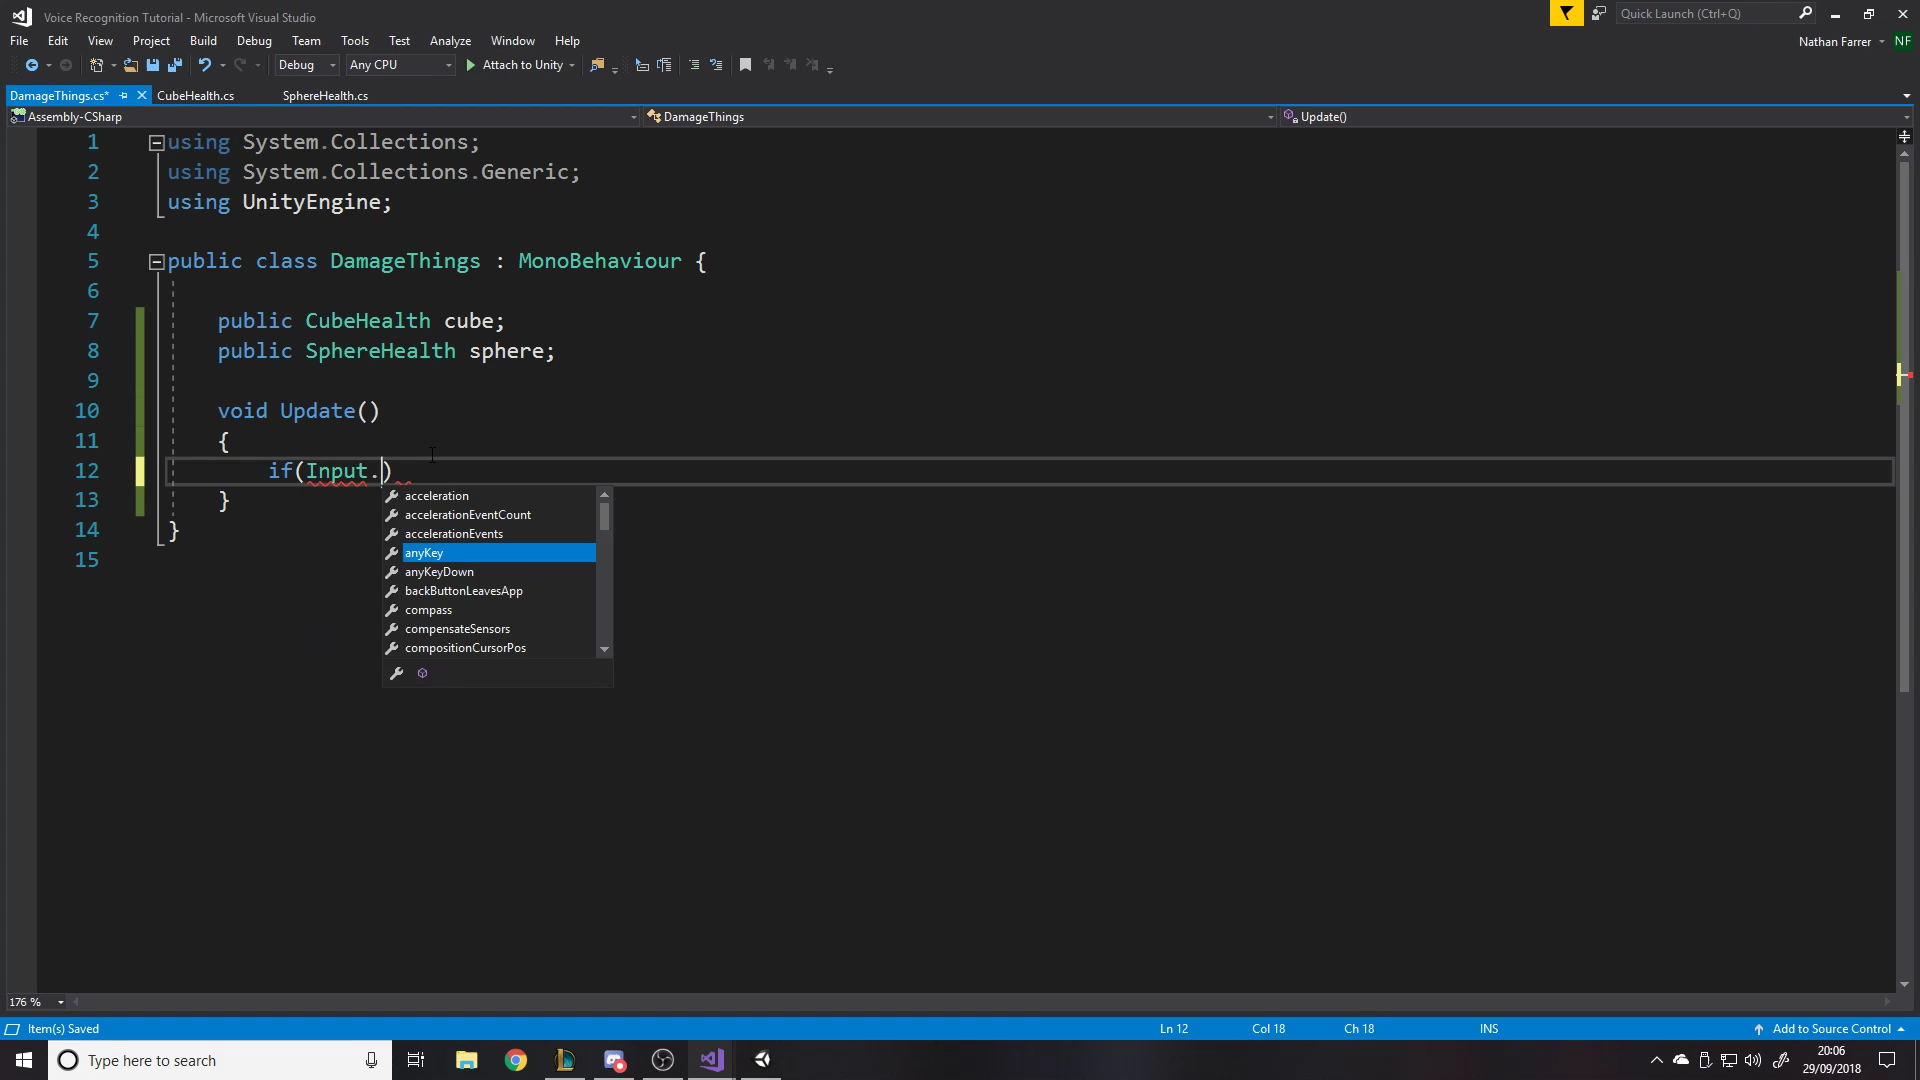 Voice Recognition Tutorial - Microsoft Visual Studio
Quick Launch (Ctrl+Q)
File Edit View Project Build Debug Team Tools Test Analyze Window Help
Nathan Farrer NF
Debug Any CPU Attach to Unity
DamageThings.cs* CubeHealth.cs SphereHealth.cs
Assembly-CSharp DamageThings Update()
1 using System.Collections;
2 using System.Collections.Generic;
3 using UnityEngine;
4
5 public class DamageThings : MonoBehaviour {
6
7 public CubeHealth cube;
8 public SphereHealth sphere;
9
10 void Update()
11 {
12 if(Input.)
13 }
14 }
15
acceleration
accelerationEventCount
accelerationEvents
anyKey
anyKeyDown
backButtonLeavesApp
compass
compensateSensors
compositionCursorPos
176 %
Item(s) Saved Ln 12 Col 18 Ch 18 INS Add to Source Control
Type here to search
20:06
29/09/2018